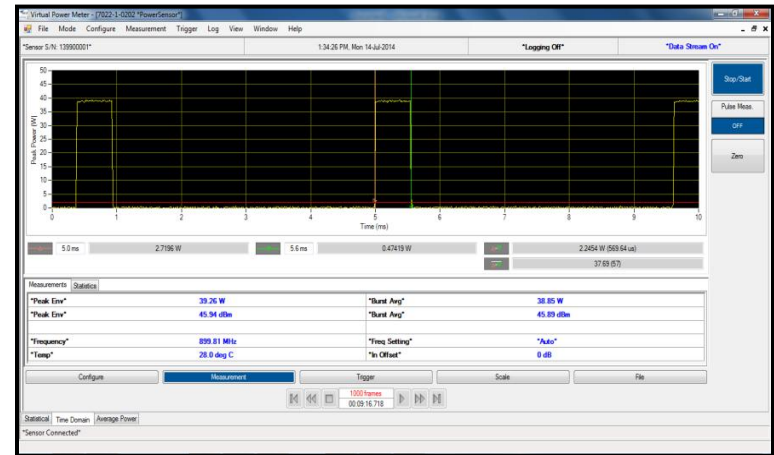 Virtual Power Meter - [7022-1-0202 *PowerSensor*]
File Mode Configure Measurement Trigger Log View Window Help
*Sensor S/N: 139900001* 1:34:26 PM, Mon 14-Jul-2014 *Logging Off* *Data Stream On*
Stop/Start
Pulse Meas.
OFF
Zero
Peak Power [W]
50
45
40
35
30
25
20
15
10
5
0
0 1 2 3 4 5 6 7 8 9 10
Time (ms)
5.0 ms 2.7196 W 5.6 ms 0.47419 W 2.2454 W (569.64 us)
37.69 (57)
Measurements Statistics
*Peak Env* 39.26 W *Burst Avg* 38.85 W
*Peak Env* 45.94 dBm *Burst Avg* 45.89 dBm
*Frequency* 899.81 MHz *Freq Setting* *Auto*
*Temp* 28.0 deg C *In Offset* 0 dB
Configure Measurement Trigger Scale File
1000 frames
00:09:16.718
Statistical Time Domain Average Power
*Sensor Connected*